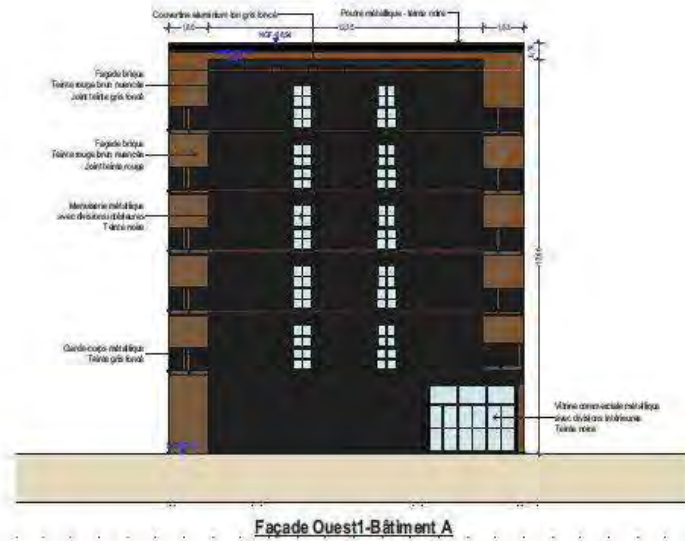 Couvertine aluminium ton gris foncé
Poutre métallique - teinte noire
Façade brique
Teinte rouge brun nuancée
Joint teinte gris foncé
Façade brique
Teinte rouge brun nuancée
Joint teinte rouge
Menuiserie métallique
avec divisions intérieures
Teinte noire
Garde-corps métallique
Teinte gris foncé
Vitrine commerciale métallique
avec divisions intérieures
Teinte noire
Façade Ouest1-Bâtiment A